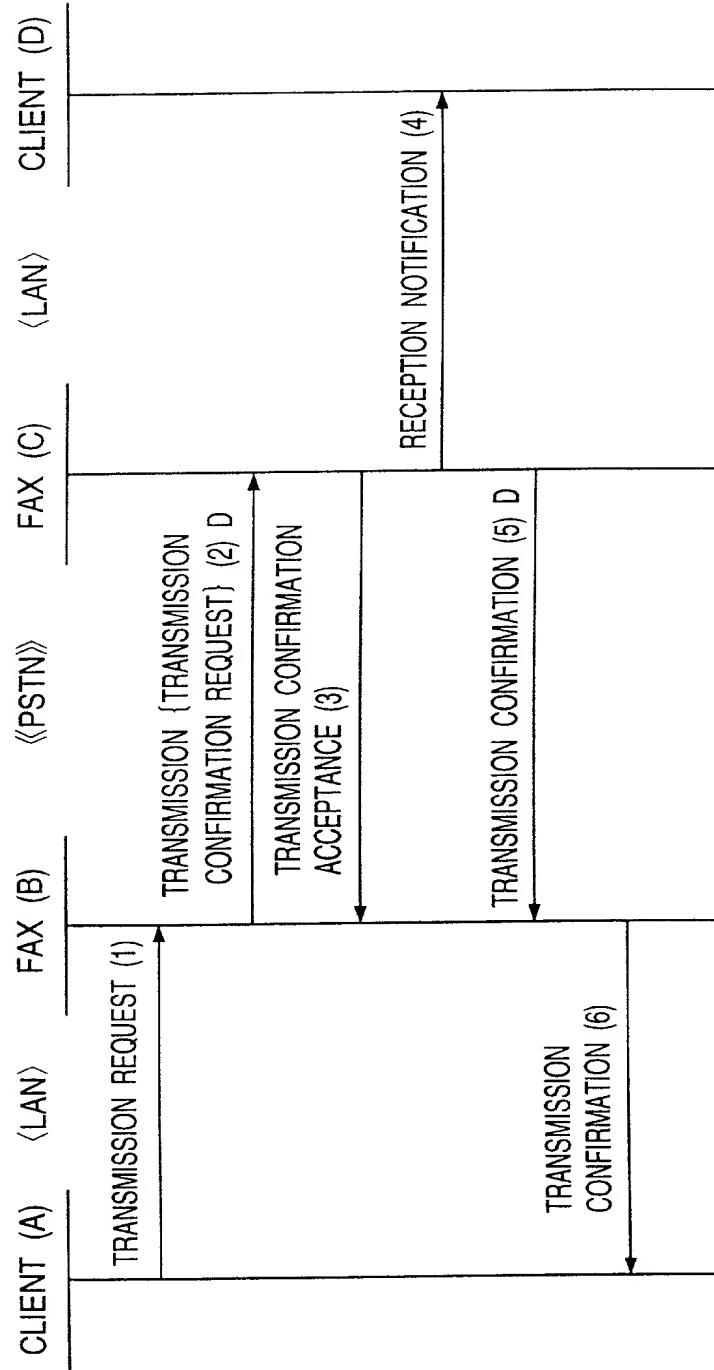 CLIENT (A) 〈LAN〉 FAX (B) 《PSTN》 FAX (C) 〈LAN〉 CLIENT (D)
TRANSMISSION REQUEST (1)
TRANSMISSION {TRANSMISSION
CONFIRMATION REQUEST} (2) D
TRANSMISSION CONFIRMATION
ACCEPTANCE (3)
RECEPTION NOTIFICATION (4)
TRANSMISSION CONFIRMATION (5) D
TRANSMISSION
CONFIRMATION (6)